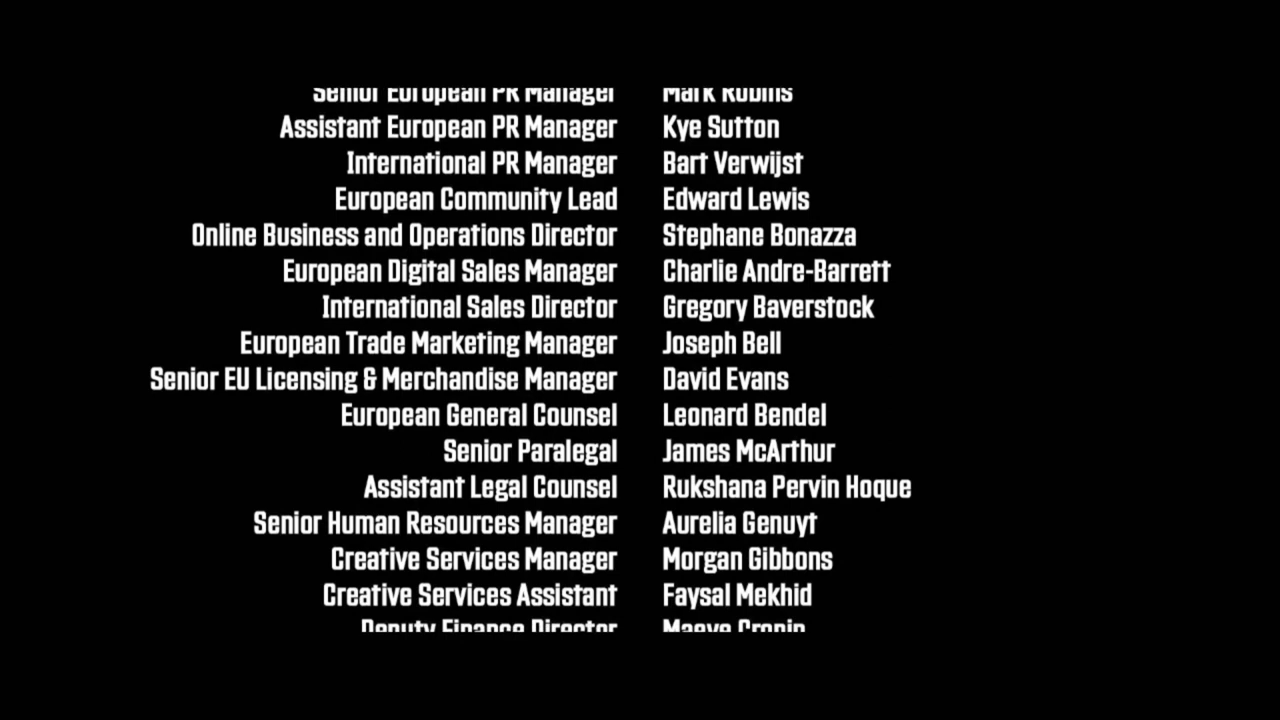 Senior European PR Manager Mark Robins
Assistant European PR Manager Kye Sutton
International PR Manager Bart Verwijst
European Community Lead Edward Lewis
Online Business and Operations Director Stephane Bonazza
European Digital Sales Manager Charlie Andre-Barrett
International Sales Director Gregory Baverstock
European Trade Marketing Manager Joseph Bell
Senior EU Licensing & Merchandise Manager David Evans
European General Counsel Leonard Bendel
Senior Paralegal James McArthur
Assistant Legal Counsel Rukshana Pervin Hoque
Senior Human Resources Manager Aurelia Genuyt
Creative Services Manager Morgan Gibbons
Creative Services Assistant Faysal Mekhid
Deputy Finance Director Maeve Cronin